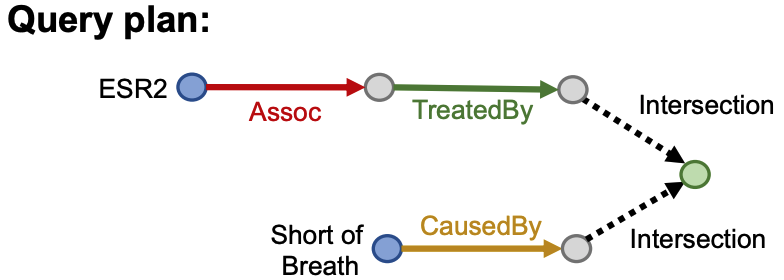 Query plan:
ESR2
Assoc
TreatedBy
Intersection
Short of
Breath
CausedBy
Intersection